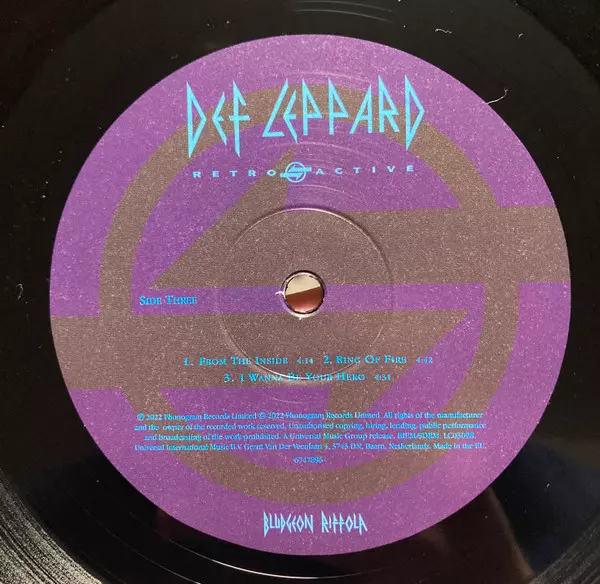 DEF LEPPARD
RETRO ACTIVE
SIDE THREE
1. FROM THE INSIDE 4:14 2. RING OF FIRE 4:42
3. I WANNA BE YOUR HERO 4:31
℗ 2022 Phonogram Records Limited © 2022 Phonogram Records Limited. All rights of the manufacturer
and the owner of the recorded work reserved. Unauthorised copying, hiring, lending, public performance
and broadcasting of the work prohibited. A Universal Music Group release. BIEM/SDRM.
Universal International Music B.V. Gerrit Van Der Veenlaan 4, 3743 DN, Baarn, Netherlands. Made in the EU.
BLUDGEON RIFFOLA